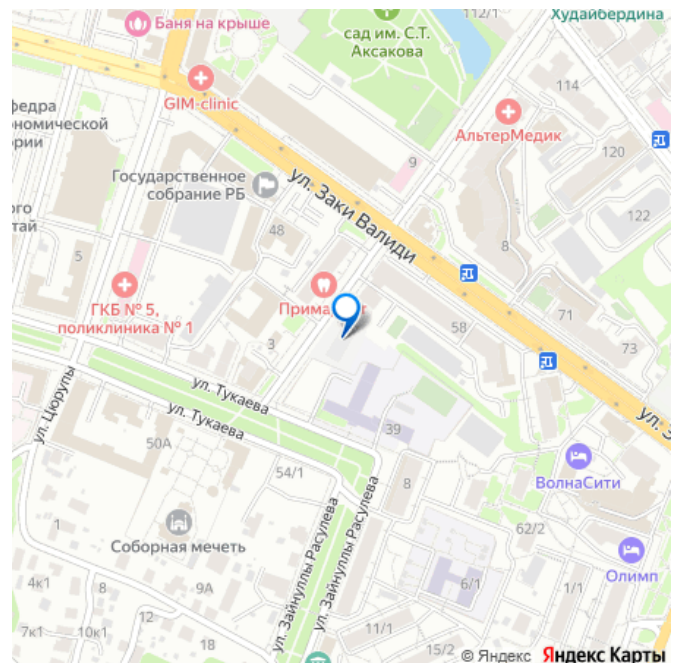 Баня на крыше
сад им. С.Т.
Аксакова
112/1
Худайбердина
GIM-clinic
114
АльтерМедик
120
9
Государственное
собрание РБ
ул. Заки Валиди
122
48
8
5
ГКБ № 5,
поликлиника № 1
3
58
71
73
ул. Тукаева
ул. Тукаева
ул. Цюрупы
39
50А
54/1
8
ВолнаСити
62/2
Соборная мечеть
ул. Зайнуллы Расулева
ул. Зайнуллы Расулева
1
Олимп
4к1
8
9А
6/1
1/1
12
7к1
10к1
18
11/1
15/2
© Яндекс Яндекс Карты